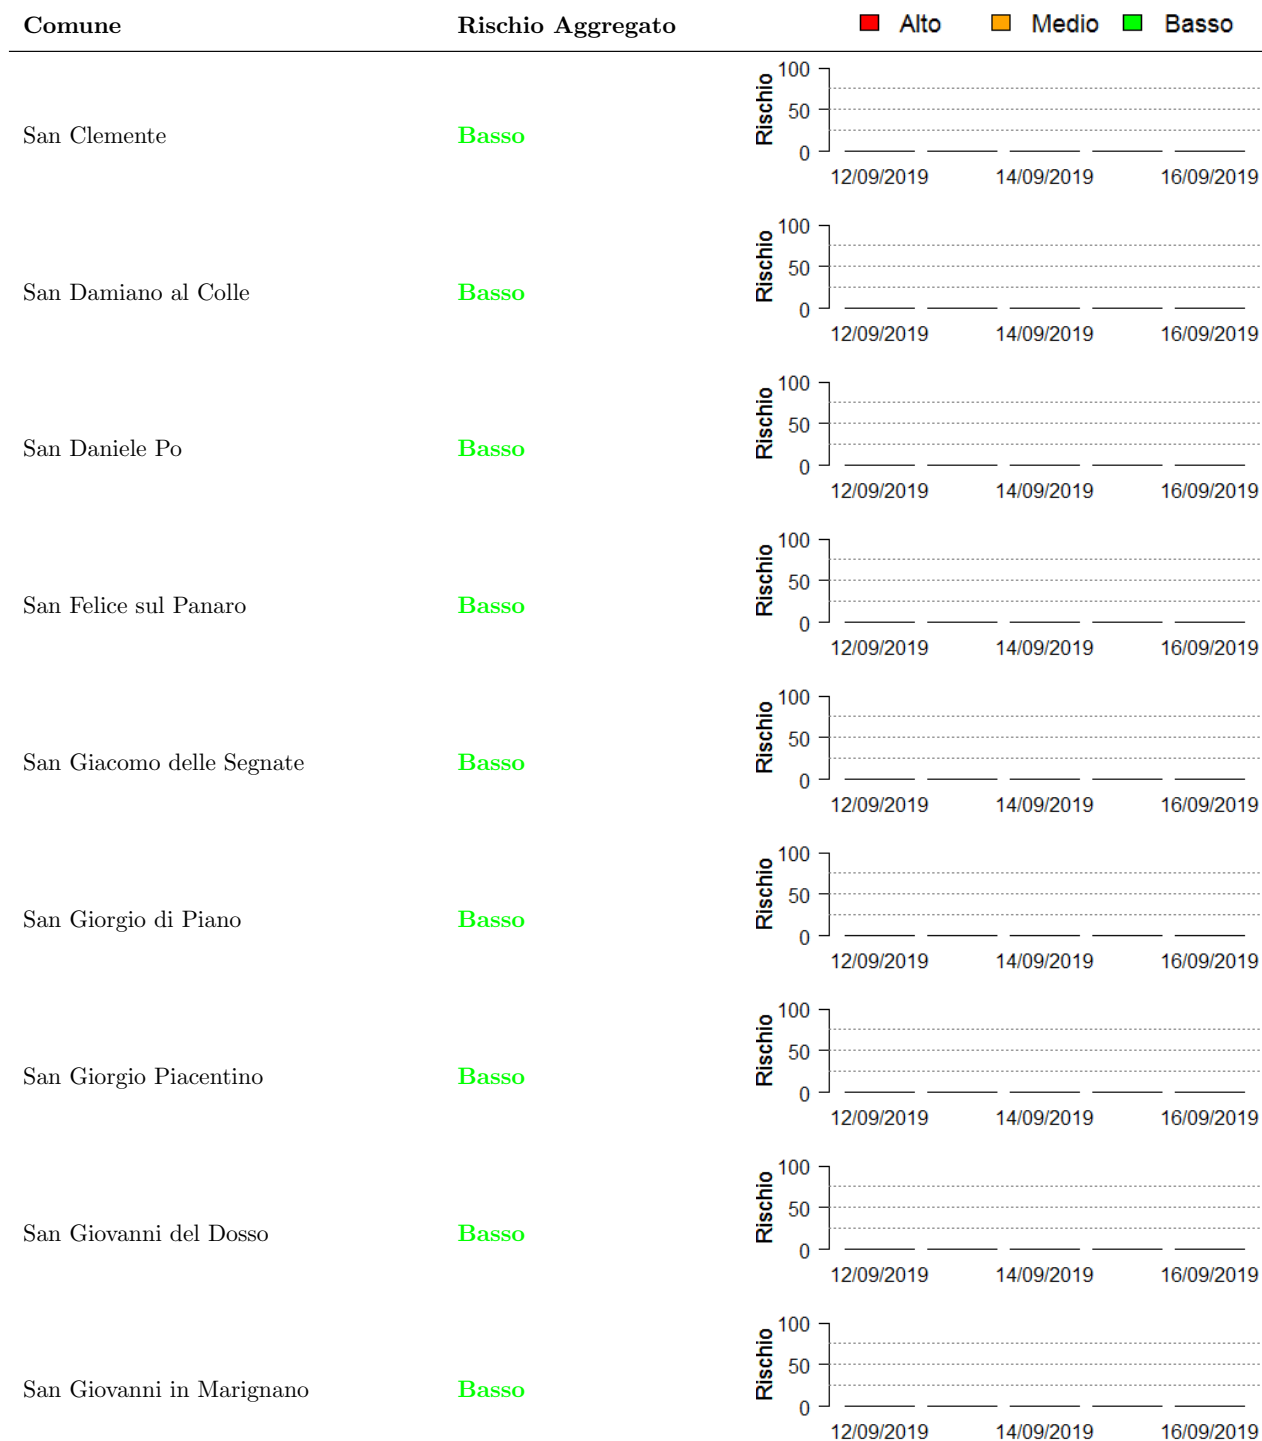 Comune Rischio Aggregato Alto Medio Basso
San Clemente Basso Rischio 100 50 0
12/09/2019 14/09/2019 16/09/2019
San Damiano al Colle Basso Rischio 100 50 0
12/09/2019 14/09/2019 16/09/2019
San Daniele Po Basso Rischio 100 50 0
12/09/2019 14/09/2019 16/09/2019
San Felice sul Panaro Basso Rischio 100 50 0
12/09/2019 14/09/2019 16/09/2019
San Giacomo delle Segnate Basso Rischio 100 50 0
12/09/2019 14/09/2019 16/09/2019
San Giorgio di Piano Basso Rischio 100 50 0
12/09/2019 14/09/2019 16/09/2019
San Giorgio Piacentino Basso Rischio 100 50 0
12/09/2019 14/09/2019 16/09/2019
San Giovanni del Dosso Basso Rischio 100 50 0
12/09/2019 14/09/2019 16/09/2019
San Giovanni in Marignano Basso Rischio 100 50 0
12/09/2019 14/09/2019 16/09/2019